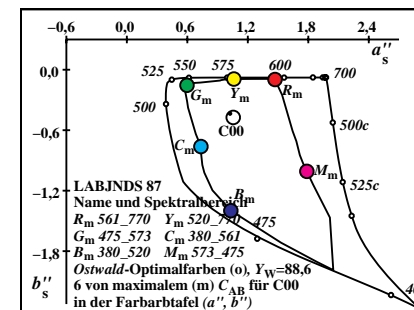 −0,6 0,0 0,6 1,2 1,8 2,4
a"s
0,0
−0,6
−1,2
−1,8
b"s
525 550 575 600 700
500
Gm Ym Rm
C00
500c
Cm
Mm
525c
Bm
475
LABJNDS 87
Name und Spektralbereich
Rm 561_770 Ym 520_770
Gm 475_573 Cm 380_561
Bm 380_520 Mm 573_475
Ostwald-Optimalfarben (o), YW=88,6
6 von maximalem (m) CAB für C00
in der Farbartafel (a", b")